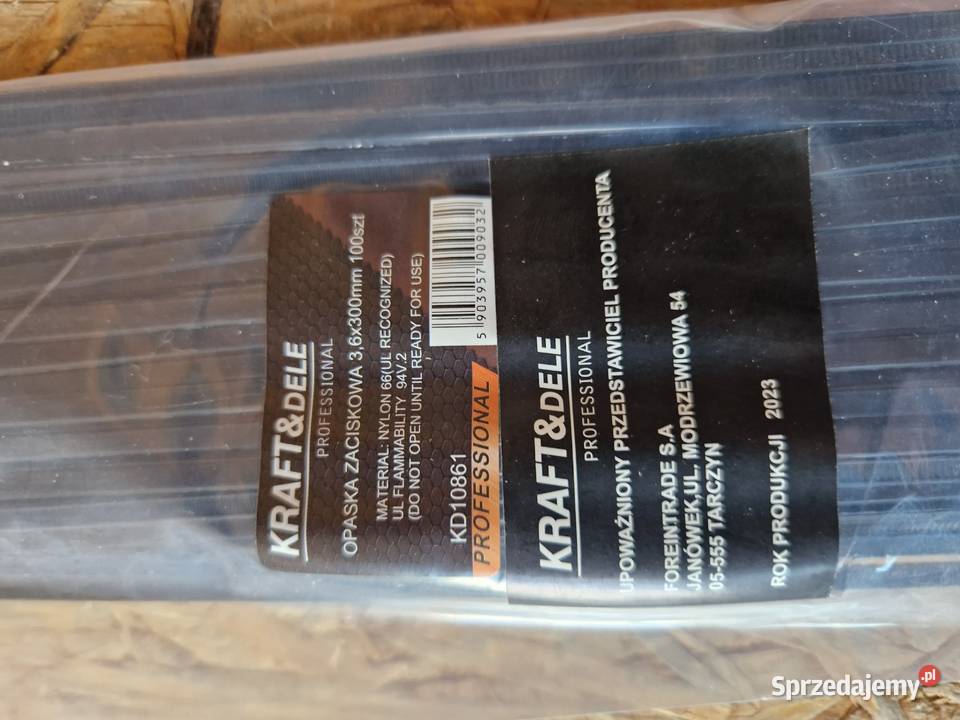 KRAFT&DELE
PROFESSIONAL
OPASKA ZACISKOWA 3,6x300mm 100szt
MATERIAL: NYLON 66(UL RECOGNIZED)
UL FLAMMABILITY 94V.2
(DO NOT OPEN UNTIL READY FOR USE)
KD10861
PROFESSIONAL
5 903957 009032
KRAFT&DELE
PROFESSIONAL
UPOWAŻNIONY PRZEDSTAWICIEL PRODUCENTA
FOREINTRADE S.A
JANÓWEK,UL. MODRZEWIOWA 54
05-555 TARCZYN
ROK PRODUKCJI 2023
Sprzedajemy.pl